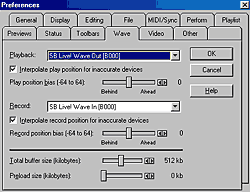 Preferences
General Display Editing File MIDI/Sync Perform Playlist
Previews Status Toolbars Wave Video Other
Playback: SB Live! Wave Out [B000] OK
Interpolate play position for inaccurate devices Cancel
Play position bias (-64 to 64): 0
Behind Ahead Help
Record: SB Live! Wave In [B000]
Interpolate record position for inaccurate devices
Record position bias (-64 to 64): 0
Behind Ahead
Total buffer size (kilobytes): 512 kb
Preload size (kilobytes): 0 kb